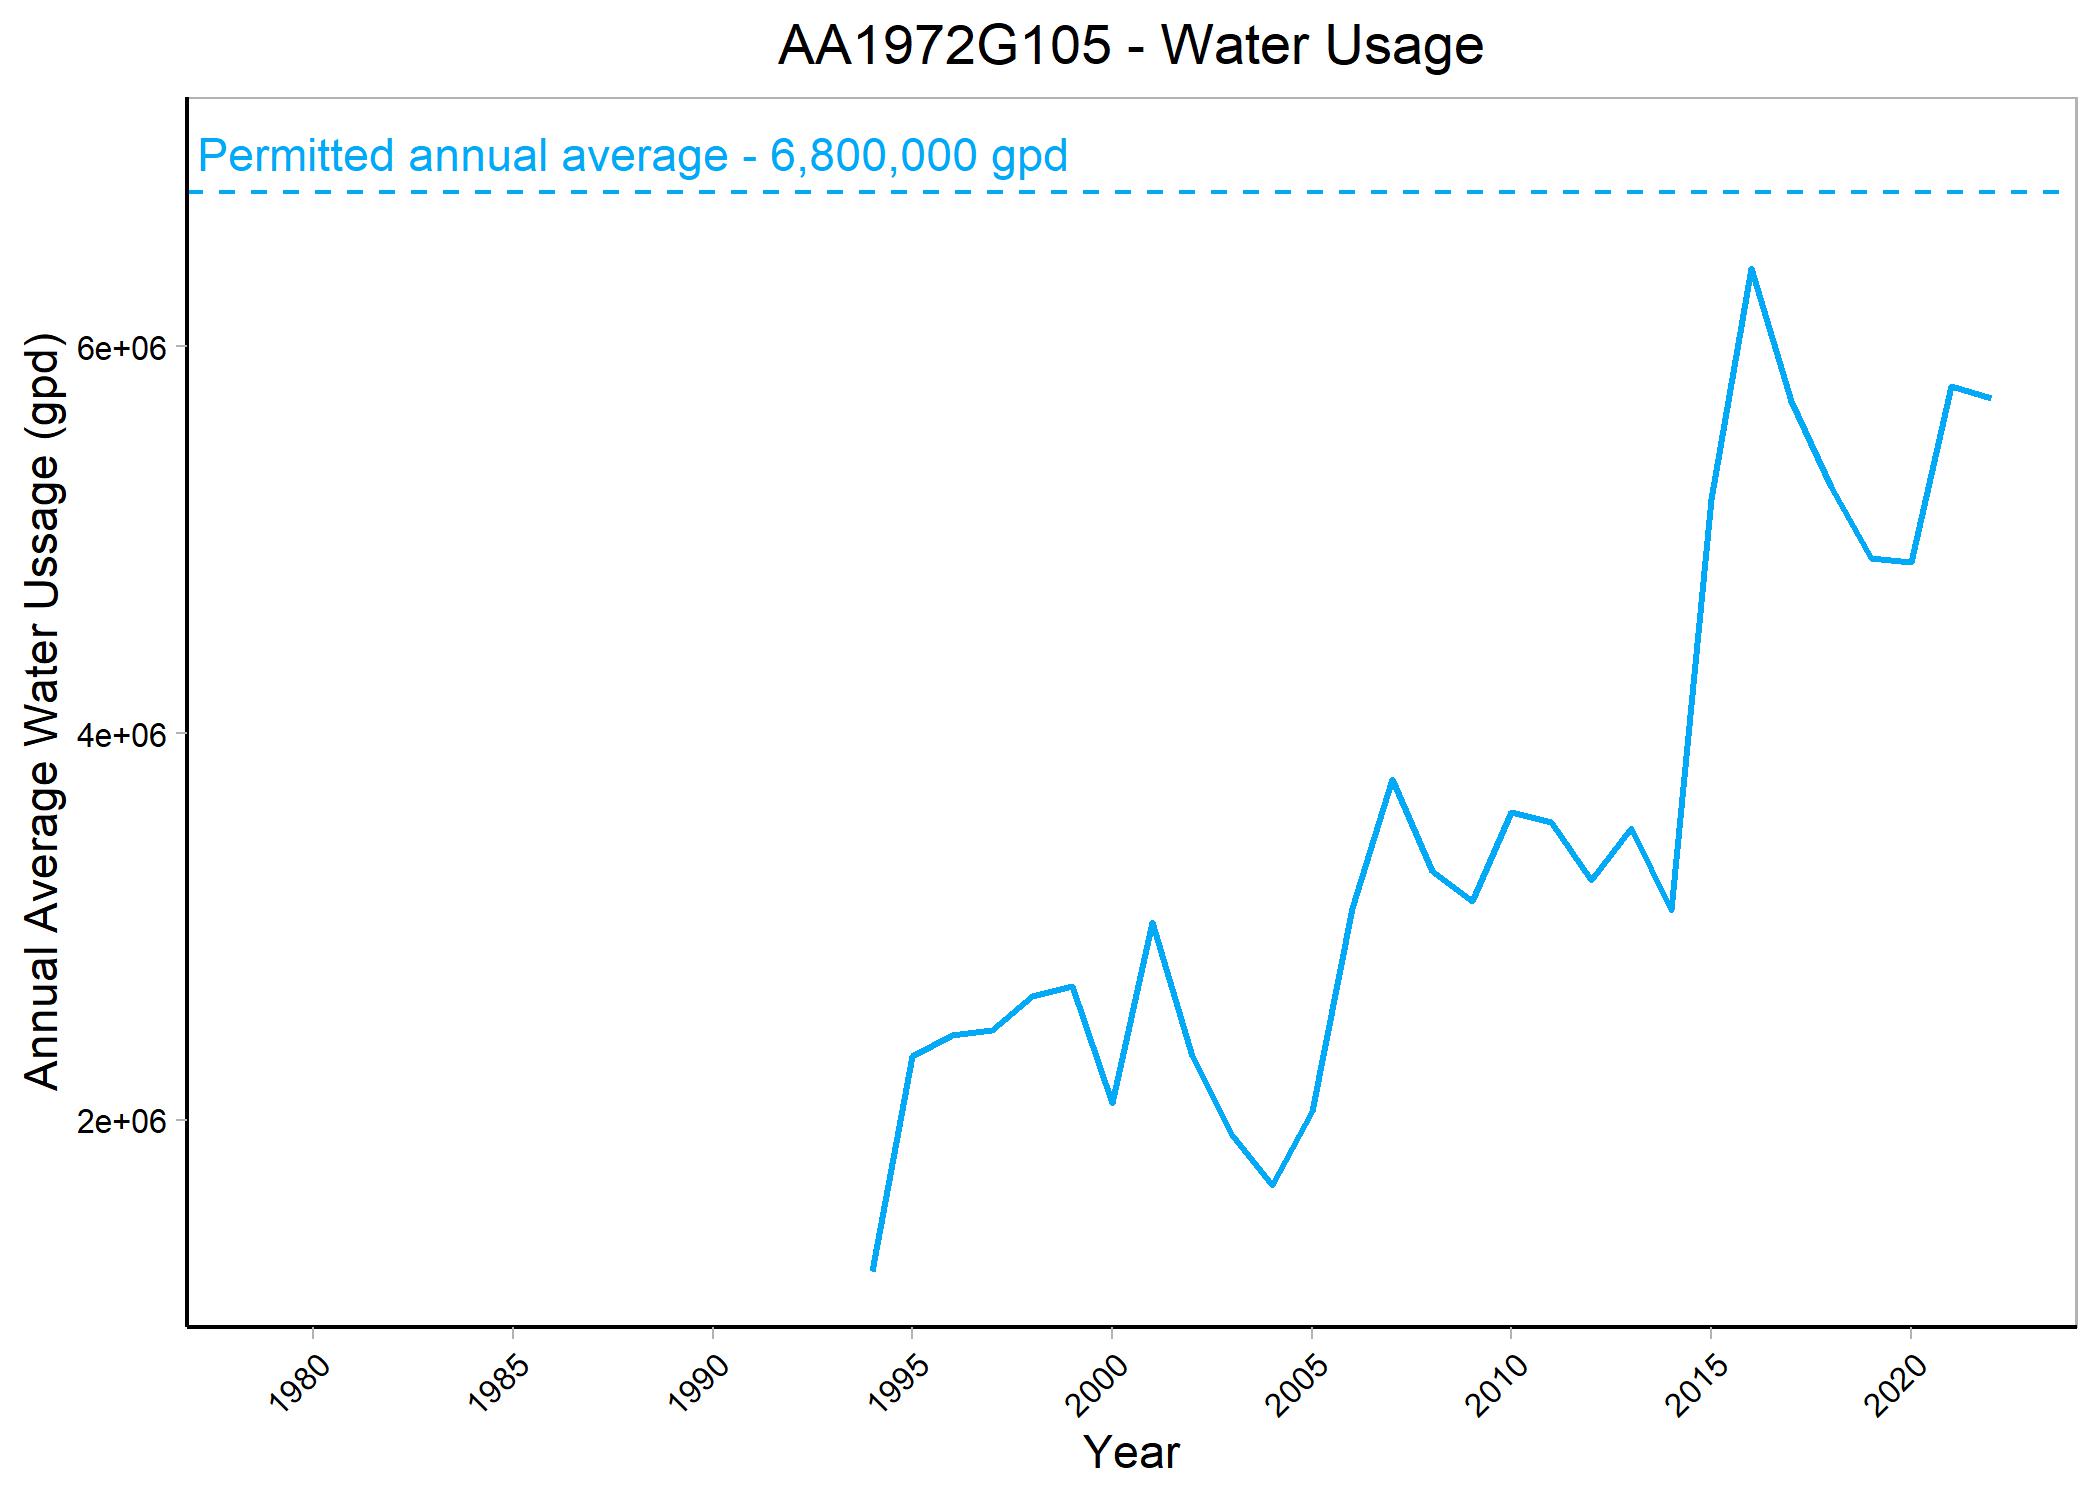 AA1972G105 - Water Usage
Permitted annual average - 6,800,000 gpd
Annual Average Water Ussage (gpd)
6e+06
4e+06
2e+06
1980
1985
1990
1995
2000
2005
2010
2015
2020
Year